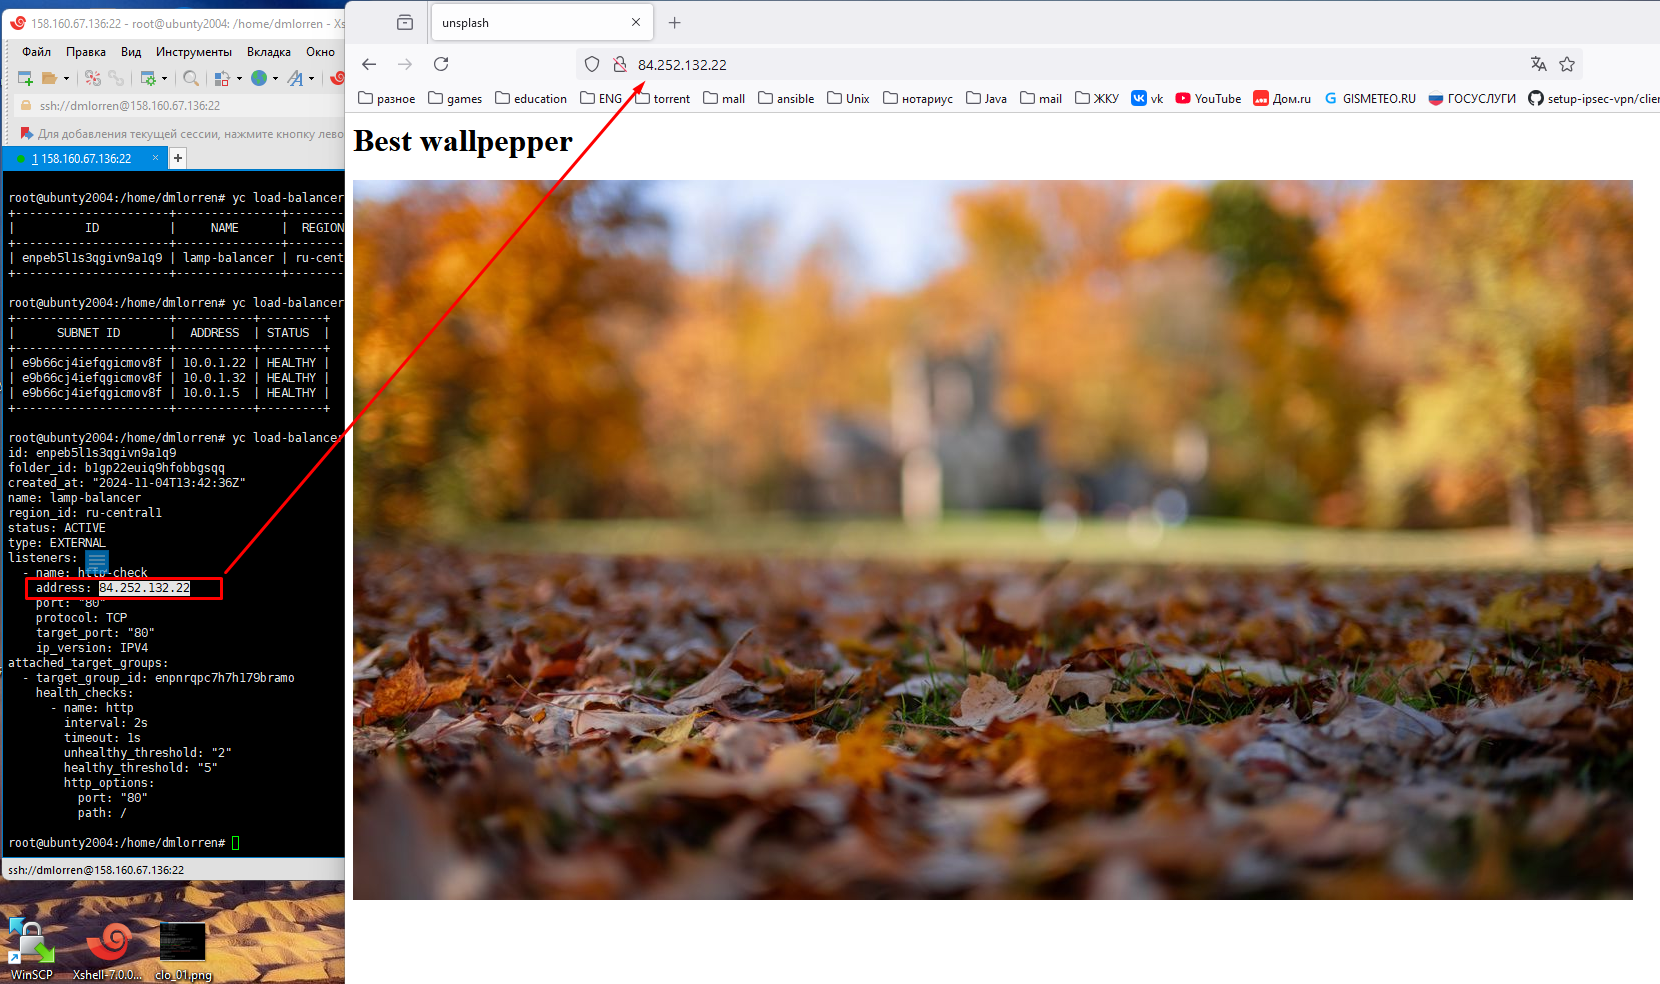 158.160.67.136:22 - root@ubunty2004: /home/dmlorren - Xs
Файл Правка Вид Инструменты Вкладка Окно
ssh://dmlorren@158.160.67.136:22
Для добавления текущей сессии, нажмите кнопку лево
1 158.160.67.136:22 × +
root@ubunty2004:/home/dmlorren# yc load-balancer
+----------------------+---------------+--------
| ID | NAME | REGION
+----------------------+---------------+--------
| enpeb5l1s3qgivn9a1q9 | lamp-balancer | ru-cent
+----------------------+---------------+--------
root@ubunty2004:/home/dmlorren# yc load-balancer
+----------------------+-----------+---------+
| SUBNET ID | ADDRESS | STATUS |
+----------------------+-----------+---------+
| e9b66cj4iefqgicmov8f | 10.0.1.22 | HEALTHY |
| e9b66cj4iefqgicmov8f | 10.0.1.32 | HEALTHY |
| e9b66cj4iefqgicmov8f | 10.0.1.5 | HEALTHY |
+----------------------+-----------+---------+
root@ubunty2004:/home/dmlorren# yc load-balancer
id: enpeb5l1s3qgivn9a1q9
folder_id: b1gp22euiq9hfobbgsqq
created_at: "2024-11-04T13:42:36Z"
name: lamp-balancer
region_id: ru-central1
status: ACTIVE
type: EXTERNAL
listeners:
- name: http-check
address: 84.252.132.22
port: "80"
protocol: TCP
target_port: "80"
ip_version: IPV4
attached_target_groups:
- target_group_id: enpnrqpc7h7h179bramo
health_checks:
- name: http
interval: 2s
timeout: 1s
unhealthy_threshold: "2"
healthy_threshold: "5"
http_options:
port: "80"
path: /
root@ubunty2004:/home/dmlorren#
ssh://dmlorren@158.160.67.136:22
WinSCP Xshell-7.0.0... clo_01.png
unsplash
84.252.132.22
разное games education ENG torrent mall ansible Unix нотариус Java mail ЖКУ vk YouTube Дом.ru GISMETEO.RU ГОСУСЛУГИ setup-ipsec-vpn/clien
Best wallpepper